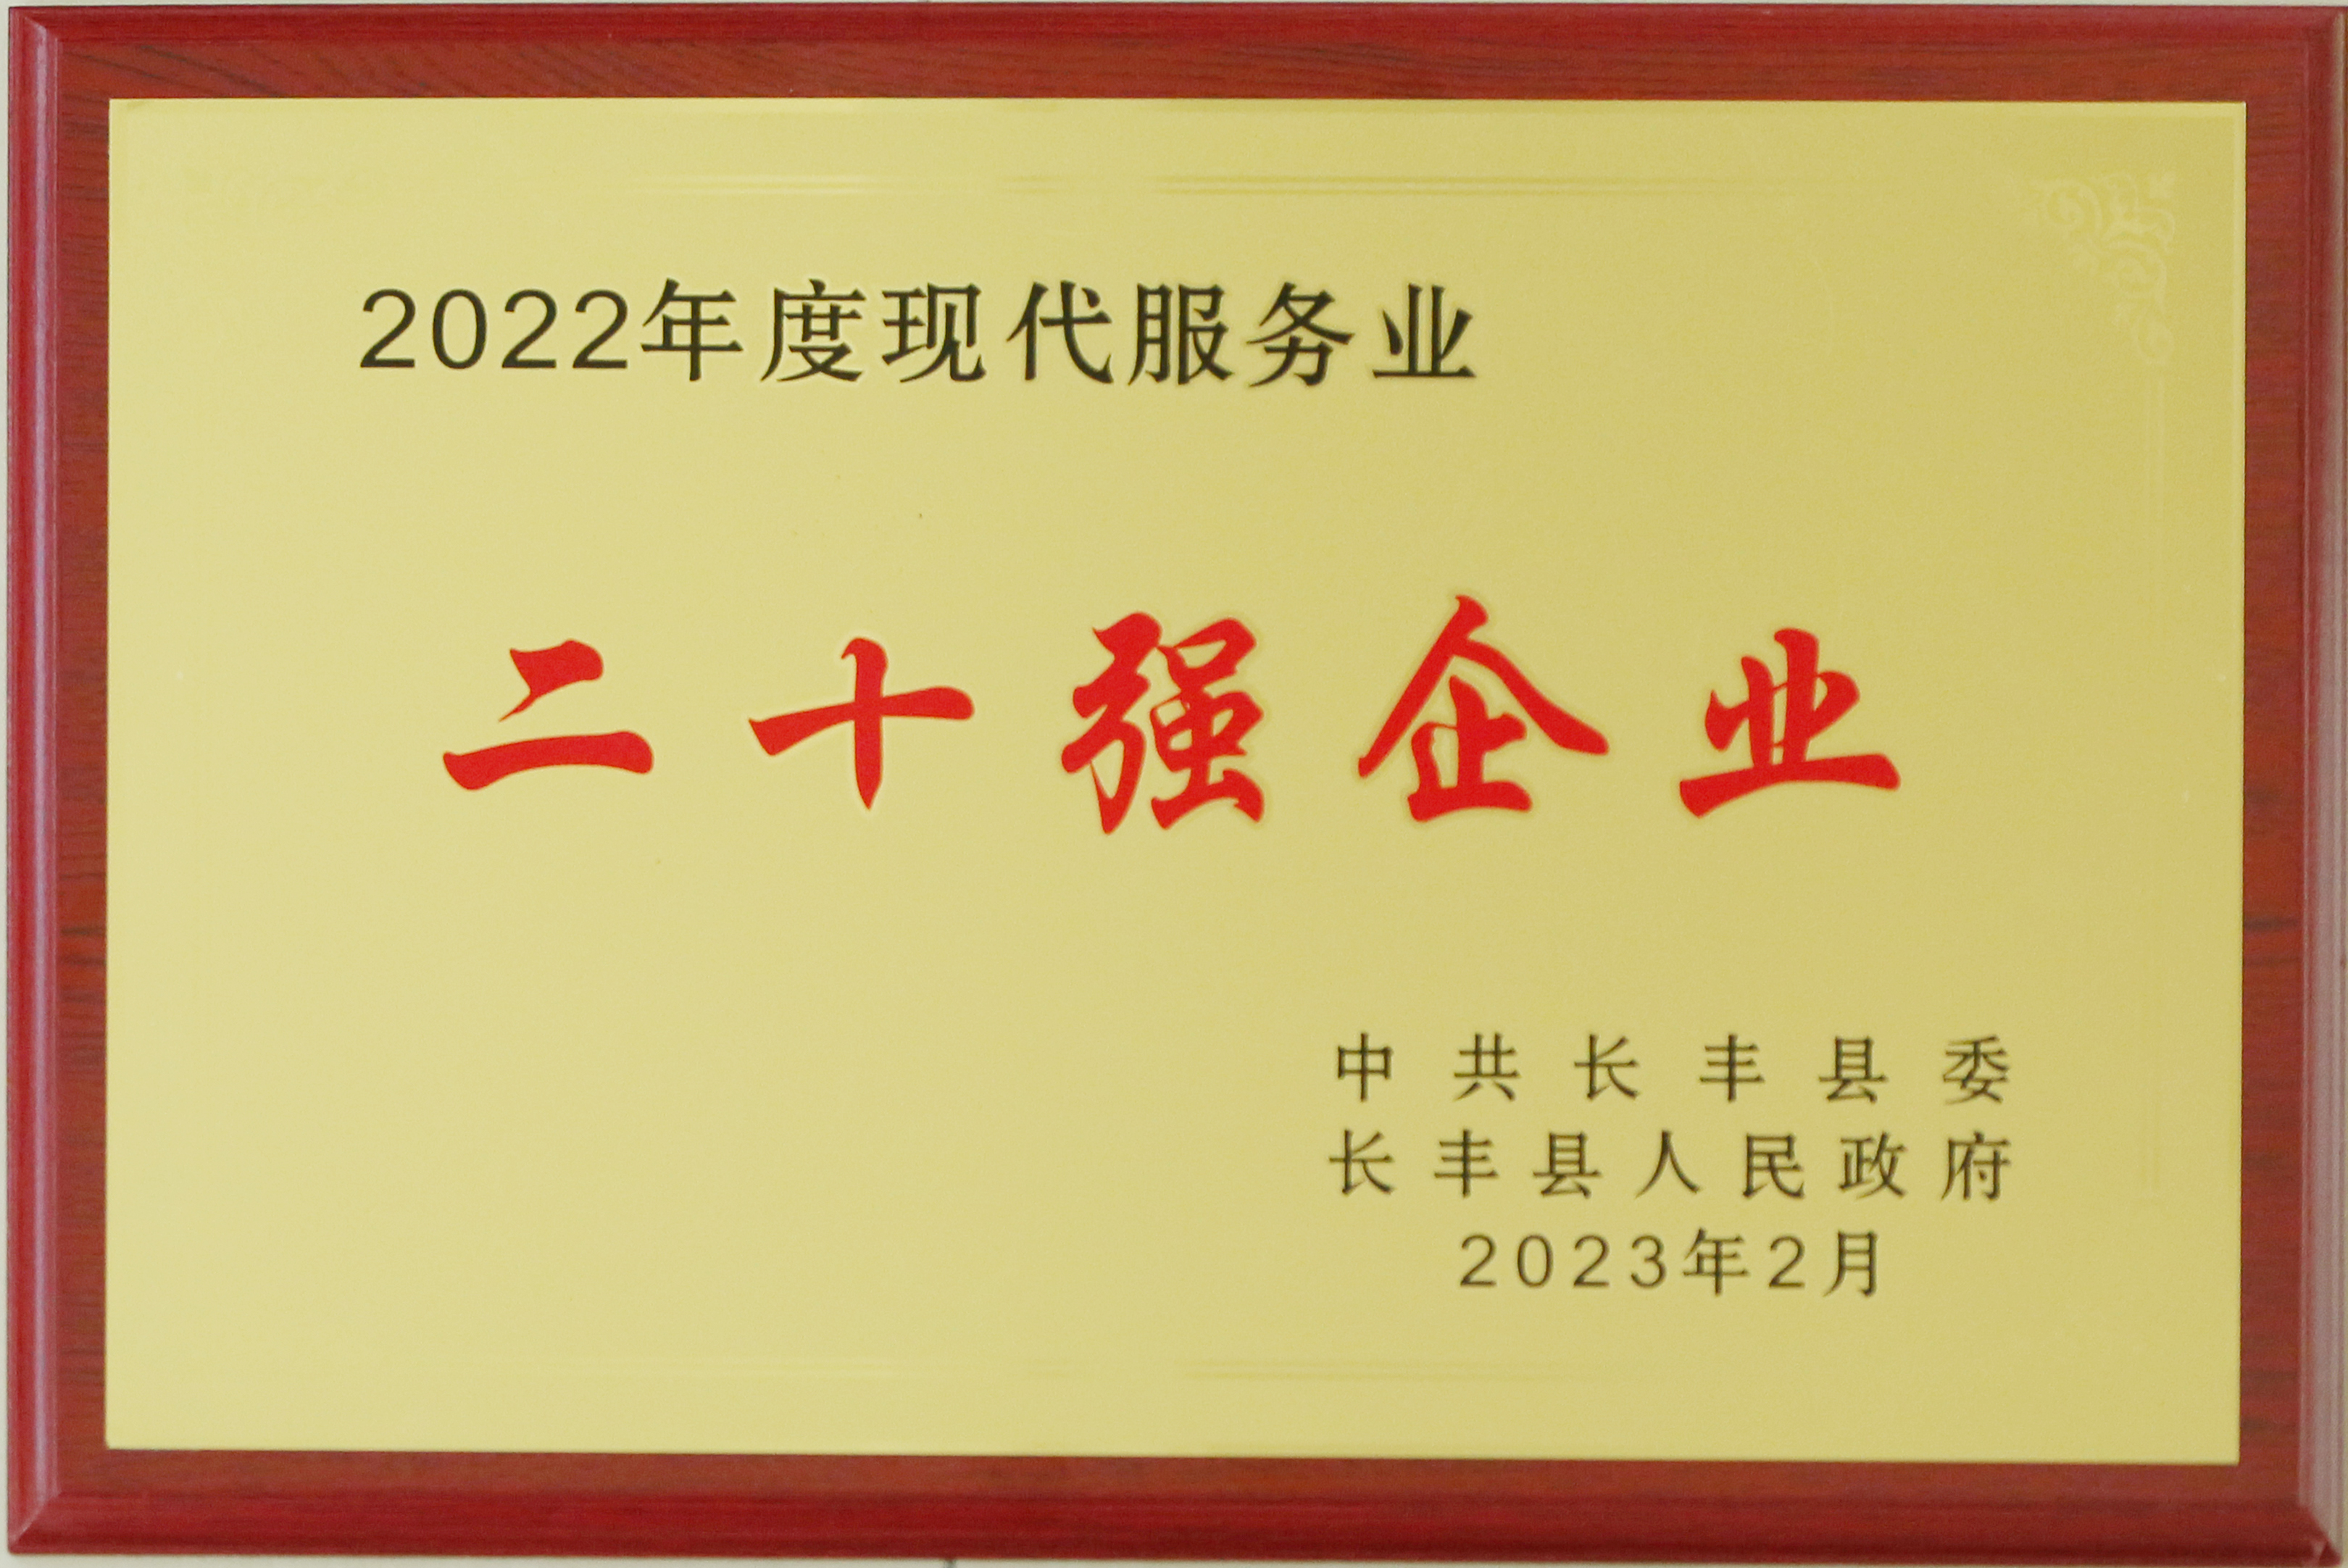 2022年度现代服务业
二十强企业
中共长丰县委
长丰县人民政府
2023年2月